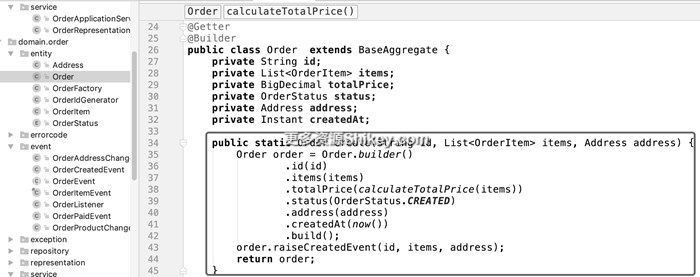 service
OrderApplicationServ
OrderRepresentation
domain.order
entity
Address
Order
OrderFactory
OrderIdGenerator
OrderItem
OrderStatus
errorcode
event
OrderAddressChang
OrderCreatedEvent
OrderEvent
OrderItemEvent
OrderListener
OrderPaidEvent
OrderProductChange
exception
repository
representation
service
Order calculateTotalPrice()
24 @Getter
25 @Builder
26 public class Order extends BaseAggregate {
27 private String id;
28 private List<OrderItem> items;
29 private BigDecimal totalPrice;
30 private OrderStatus status;
31 private Address address;
32 private Instant createdAt;
33
更多资源5hikey.com
34 public static id, List<OrderItem> items, Address address) {
35 Order order = Order.builder()
36 .id(id)
37 .items(items)
38 .totalPrice(calculateTotalPrice(items))
39 .status(OrderStatus.CREATED)
40 .address(address)
41 .createdAt(now())
42 .build();
43 order.raiseCreatedEvent(id, items, address);
44 return order;
45 }